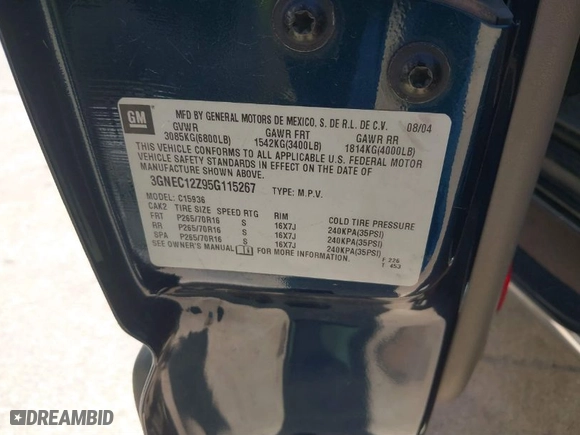 GM
MFD BY GENERAL MOTORS DE MEXICO, S. DE R.L. DE C.V. 08/04
GVWR GAWR FRT GAWR RR
3085KG(6800LB) 1542KG(3400LB) 1814KG(4000LB)
THIS VEHICLE CONFORMS TO ALL APPLICABLE U.S. FEDERAL MOTOR
VEHICLE SAFETY STANDARDS IN EFFECT ON THE DATE OF
MANUFACTURE SHOWN ABOVE.
3GNEC12Z95G115267 TYPE: M.P.V.
MODEL: C15936
CAK2 TIRE SIZE SPEED RTG RIM COLD TIRE PRESSURE
FRT P265/70R16 S 16X7J 240KPA(35PSI)
RR P265/70R16 S 16X7J 240KPA(35PSI)
SPA P265/70R16 S 16X7J 240KPA(35PSI)
SEE OWNER'S MANUAL i FOR MORE INFORMATION.
F 226
T 453
DREAMBID